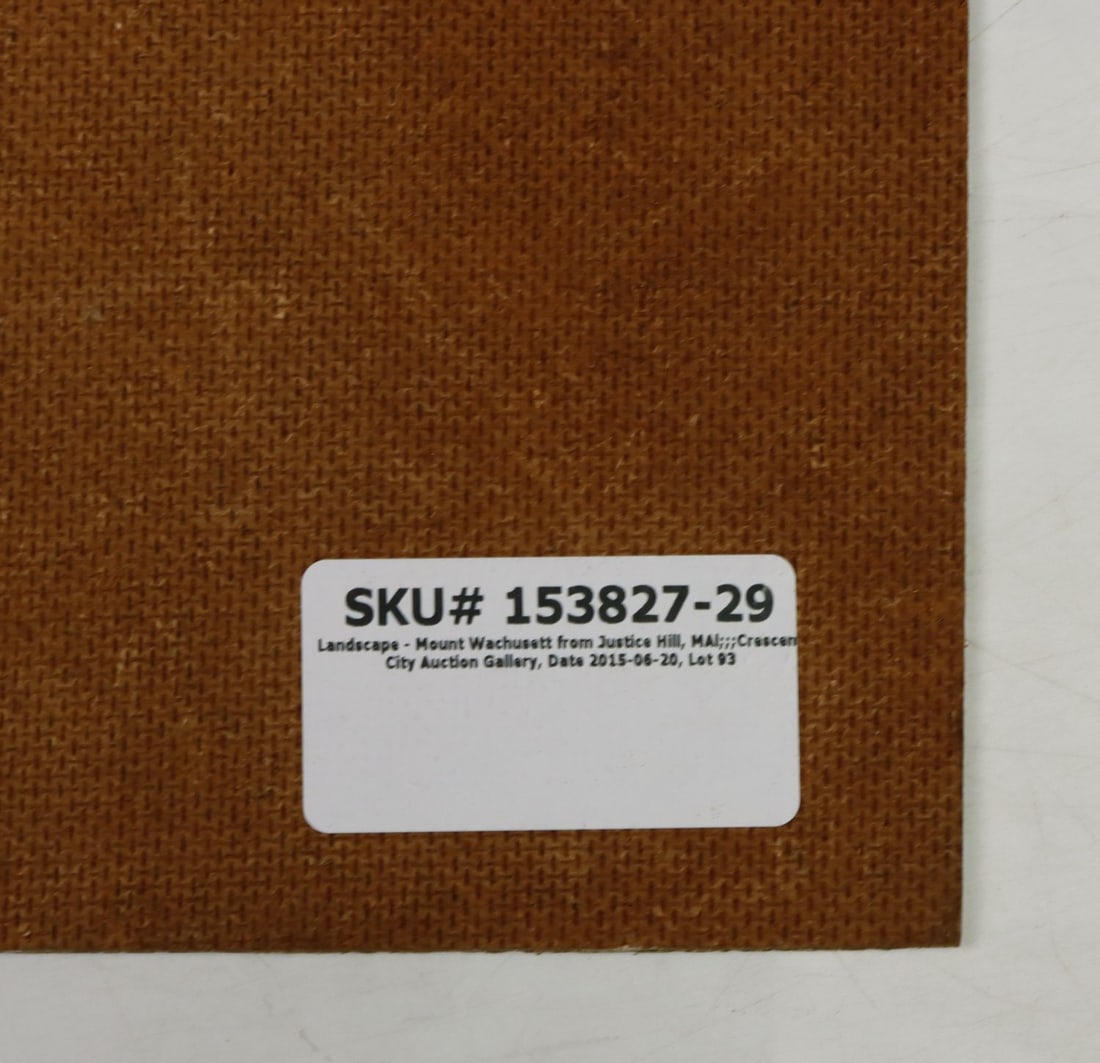 SKU# 153827-29
Landscape - Mount Wachusett from Justice Hill, MA|;;;Crescen
City Auction Gallery, Date 2015-06-20, Lot 93